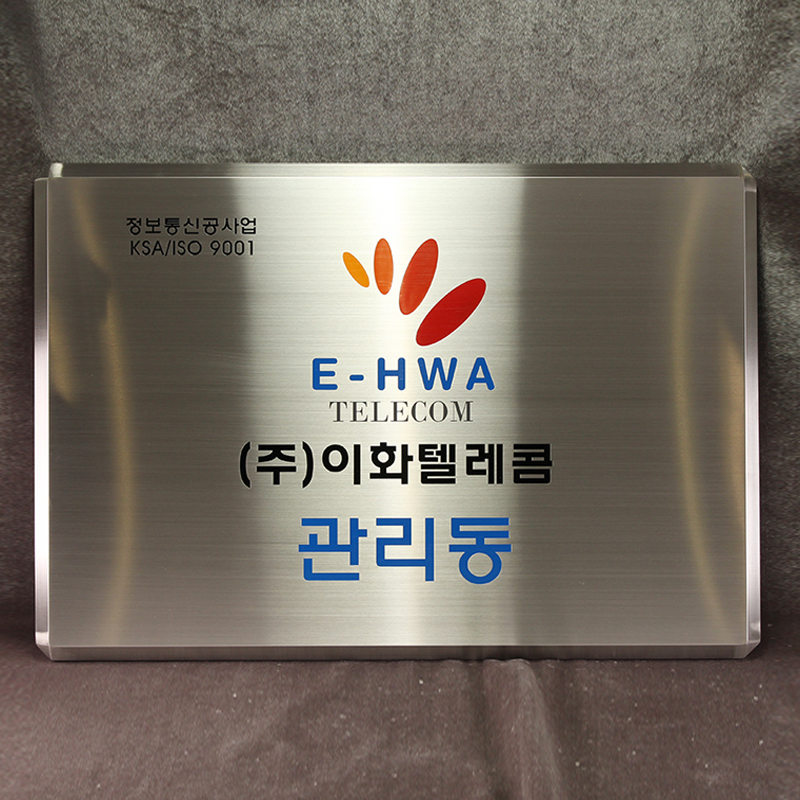 정보통신공사업
KSA/ISO 9001
E-HWA
TELECOM
(주)이화텔레콤
관리동